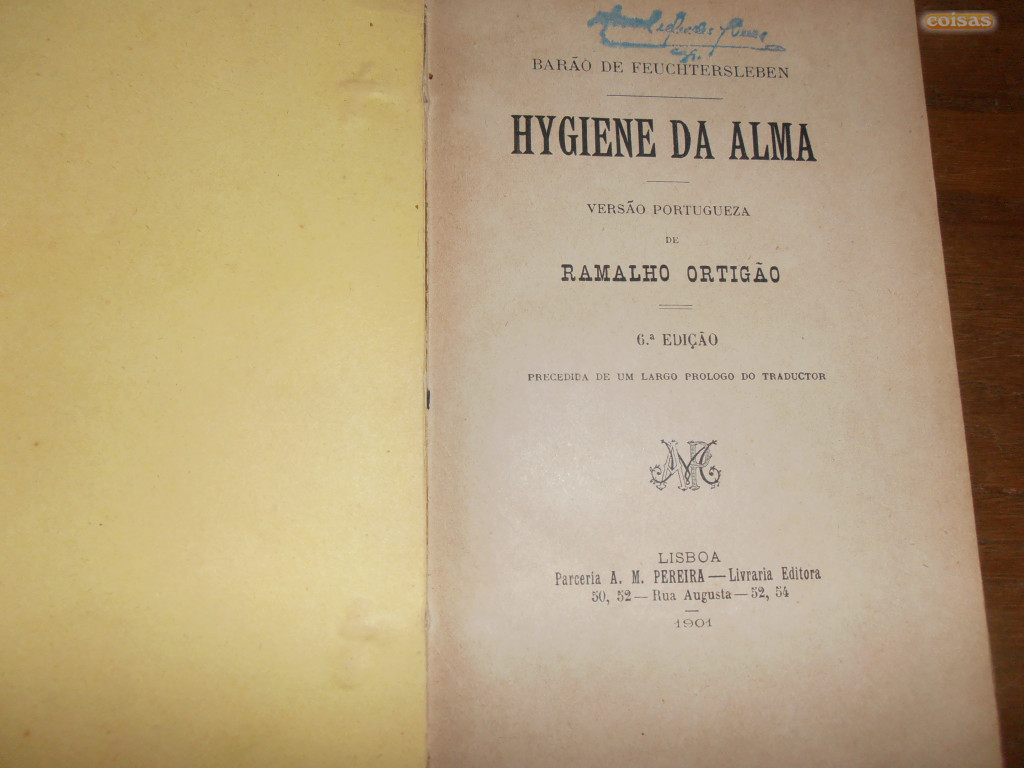 coisas
BARÃO DE FEUCHTERSLEBEN
HYGIENE DA ALMA
VERSÃO PORTUGUEZA
DE
RAMALHO ORTIGÃO
6.ª EDIÇÃO
PRECEDIDA DE UM LARGO PROLOGO DO TRADUCTOR
LISBOA
Parceria A. M. PEREIRA — Livraria Editora
50, 52 — Rua Augusta — 52, 54
1901